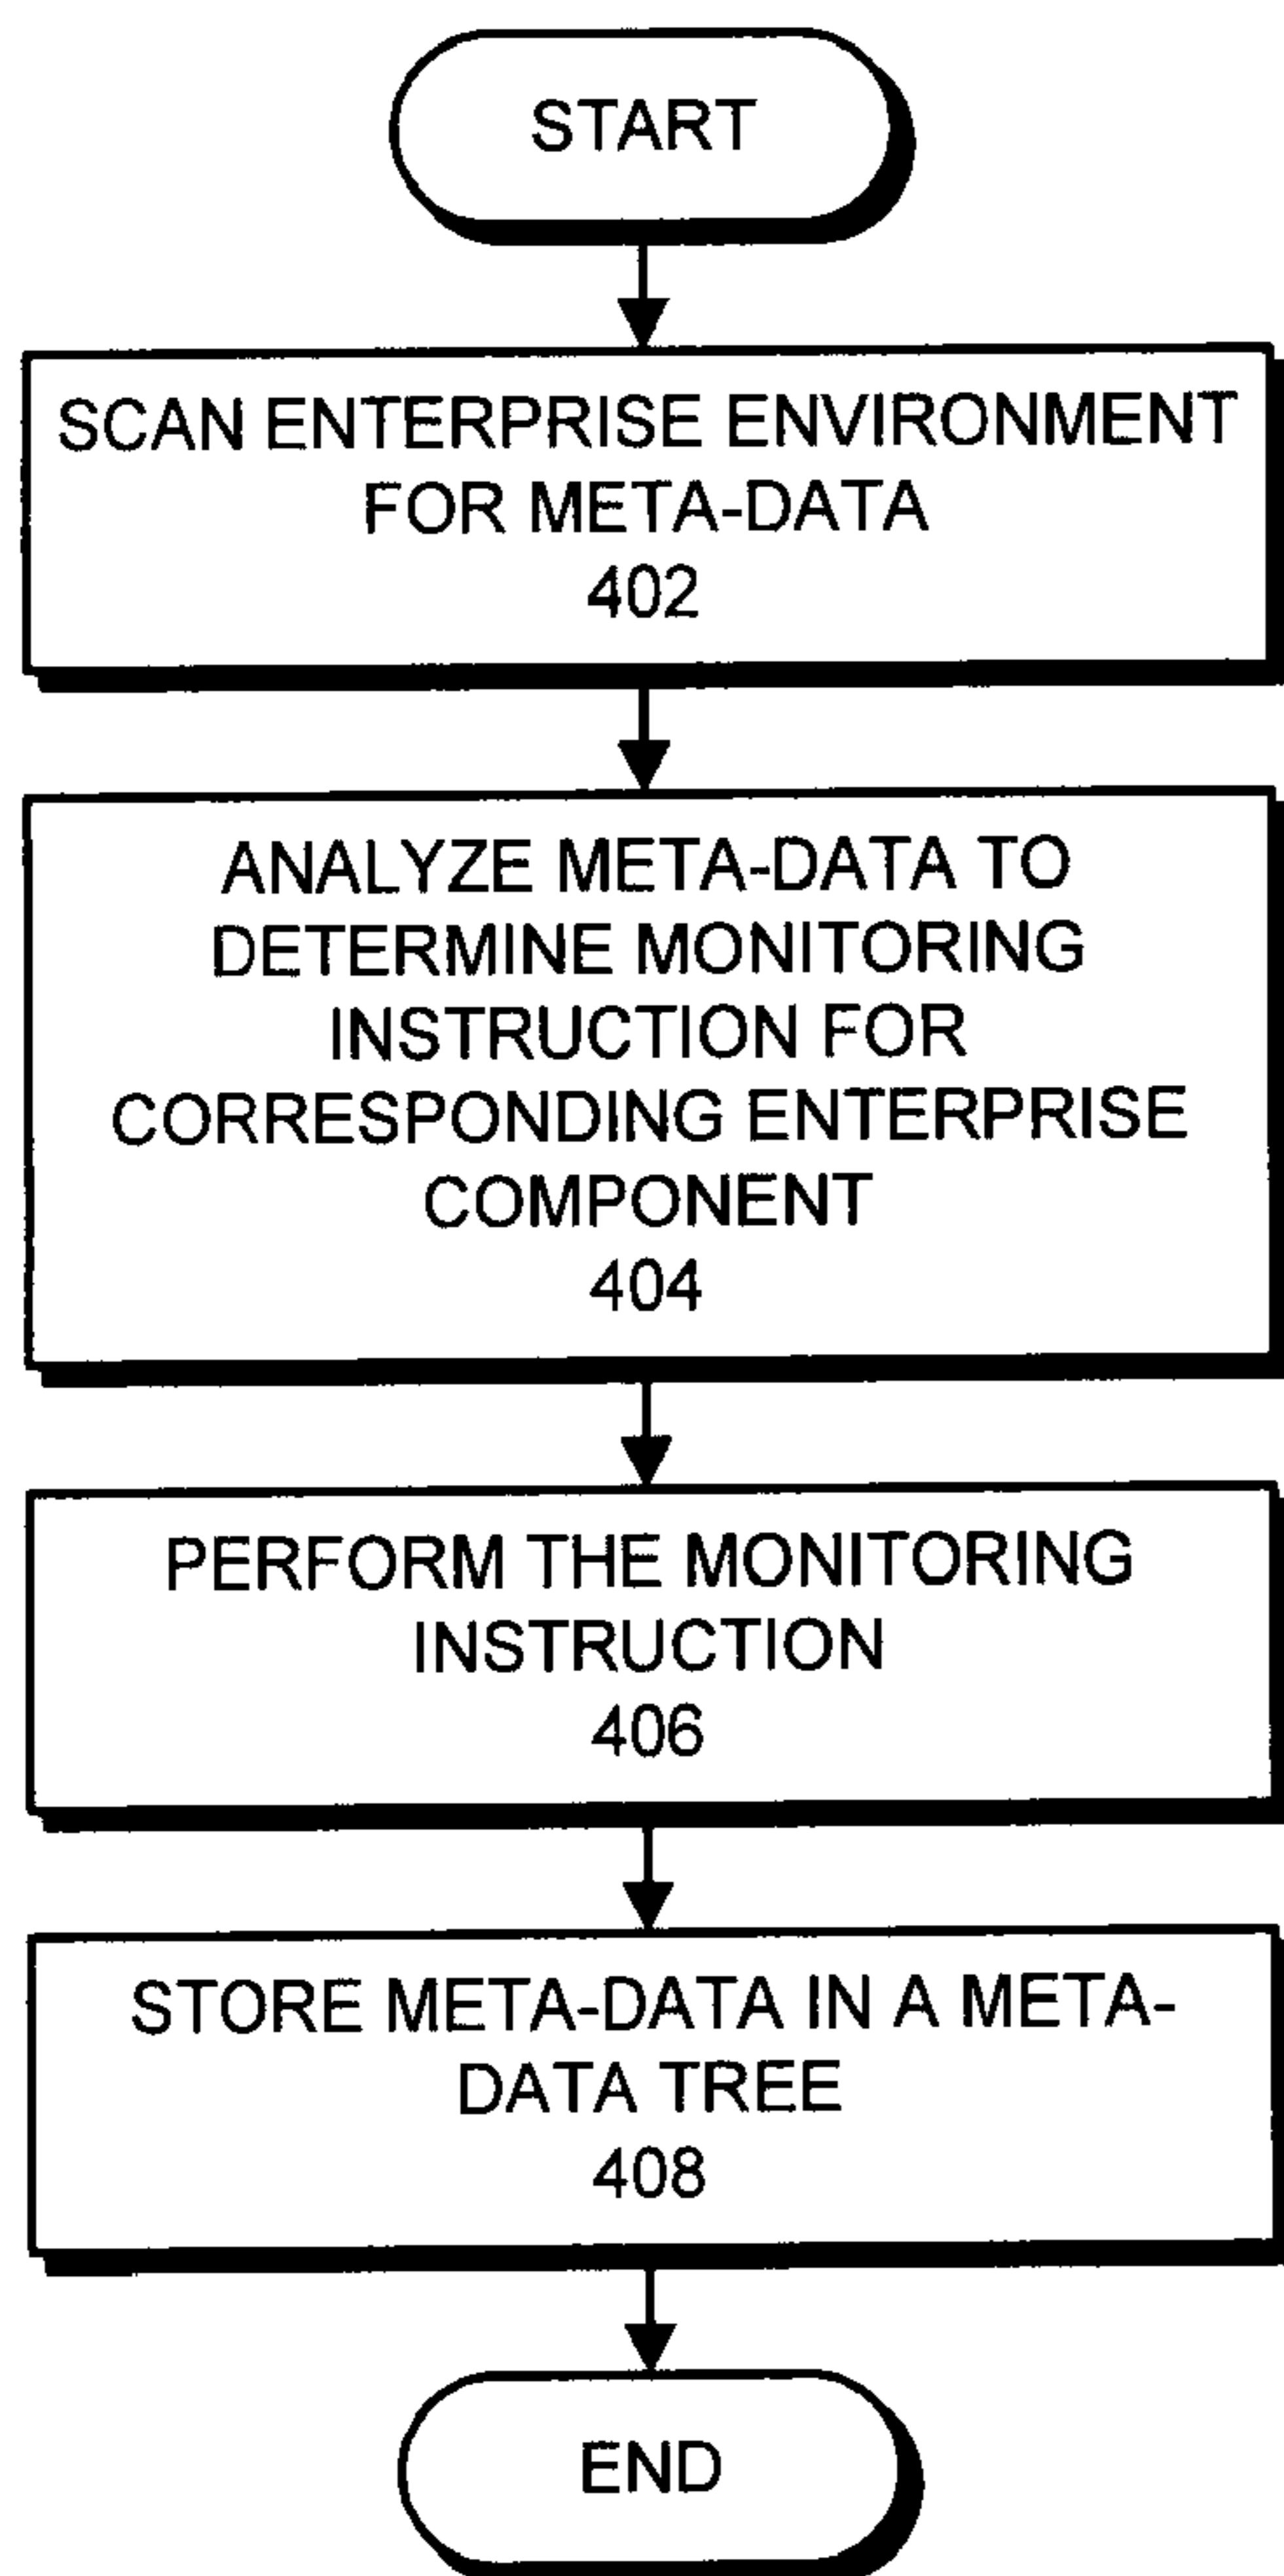 START
SCAN ENTERPRISE ENVIRONMENT
FOR META-DATA
402
ANALYZE META-DATA TO
DETERMINE MONITORING
INSTRUCTION FOR
CORRESPONDING ENTERPRISE
COMPONENT
404
PERFORM THE MONITORING
INSTRUCTION
406
STORE META-DATA IN A META-
DATA TREE
408
END